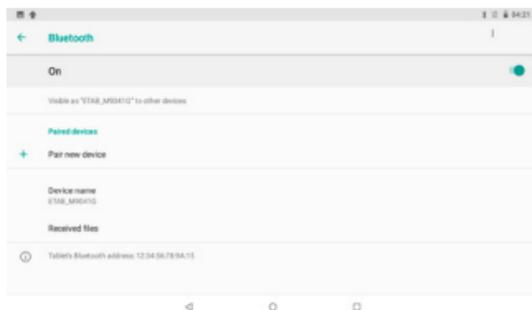 04:21
Bluetooth
On
Visible as "ETAB_M9041G" to other devices
Paired devices
Pair new device
Device name
ETAB_M9041G
Received files
Tablet's Bluetooth address: 12:34:56:78:9A:15